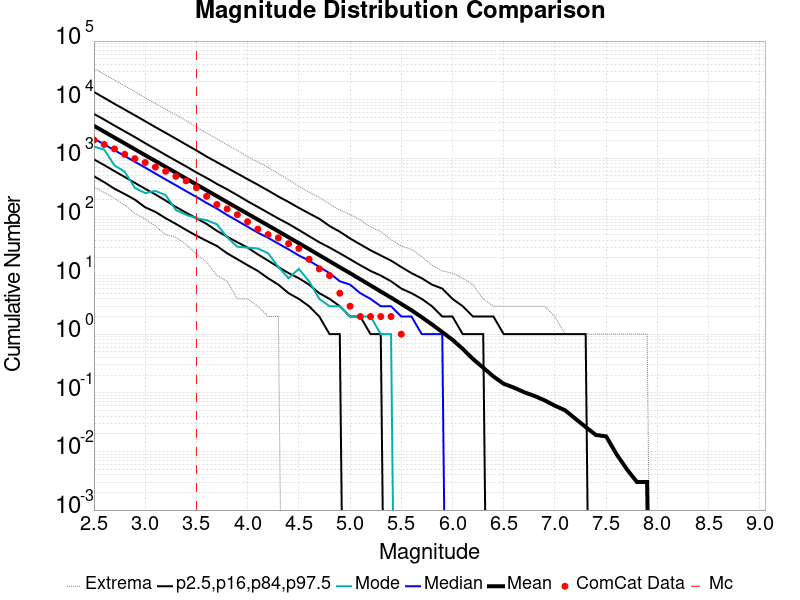 Magnitude Distribution Comparison
10^5
10^4
10^3
10^2
10^1
10^0
10^-1
10^-2
10^-3
Cumulative Number
2.5 3.0 3.5 4.0 4.5 5.0 5.5 6.0 6.5 7.0 7.5 8.0 8.5 9.0
Magnitude
Extrema p2.5,p16,p84,p97.5 Mode Median Mean ComCat Data Mc